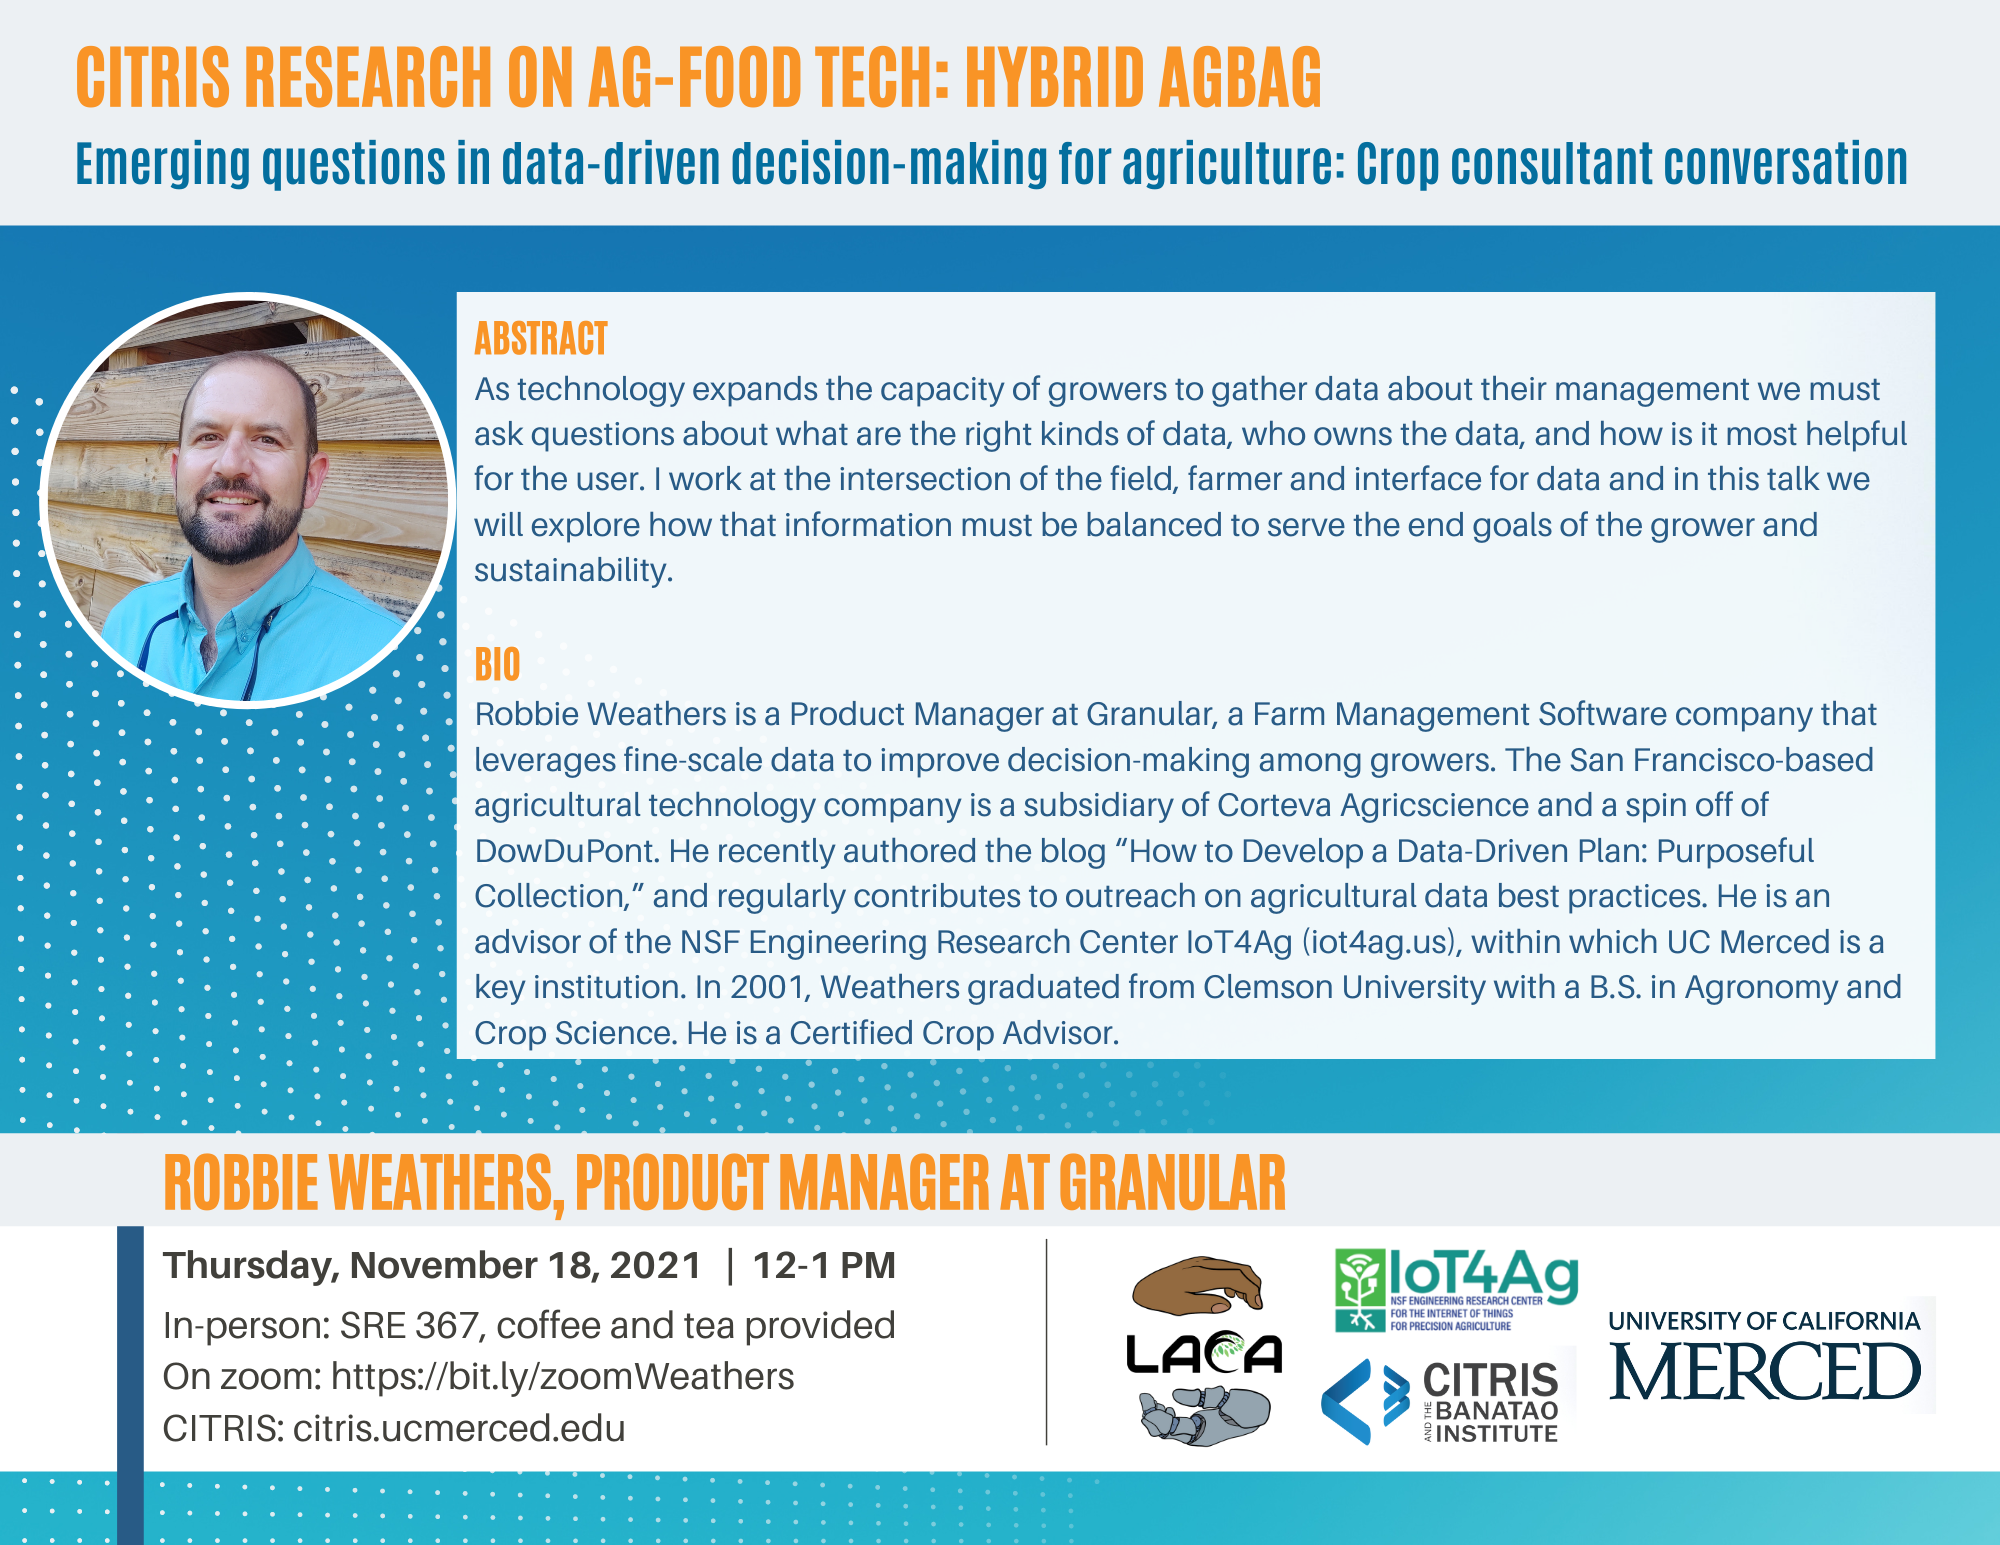 CITRIS RESEARCH ON AG-FOOD TECH: HYBRID AGBAG
Emerging questions in data-driven decision-making for agriculture: Crop consultant conversation
ABSTRACT
As technology expands the capacity of growers to gather data about their management we must
ask questions about what are the right kinds of data, who owns the data, and how is it most helpful
for the user. I work at the intersection of the field, farmer and interface for data and in this talk we
will explore how that information must be balanced to serve the end goals of the grower and
sustainability.
BIO
Robbie Weathers is a Product Manager at Granular, a Farm Management Software company that
leverages fine-scale data to improve decision-making among growers. The San Francisco-based
agricultural technology company is a subsidiary of Corteva Agricscience and a spin off of
DowDuPont. He recently authored the blog “How to Develop a Data-Driven Plan: Purposeful
Collection,” and regularly contributes to outreach on agricultural data best practices. He is an
advisor of the NSF Engineering Research Center IoT4Ag (iot4ag.us), within which UC Merced is a
key institution. In 2001, Weathers graduated from Clemson University with a B.S. in Agronomy and
Crop Science. He is a Certified Crop Advisor.
ROBBIE WEATHERS, PRODUCT MANAGER AT GRANULAR
Thursday, November 18, 2021 | 12-1 PM
In-person: SRE 367, coffee and tea provided
On zoom: https://bit.ly/zoomWeathers
CITRIS: citris.ucmerced.edu
LACA
IoT4Ag
NSF ENGINEERING RESEARCH CENTER
FOR THE INTERNET OF THINGS
FOR PRECISION AGRICULTURE
CITRIS
AND THE
BANATAO
INSTITUTE
UNIVERSITY OF CALIFORNIA
MERCED